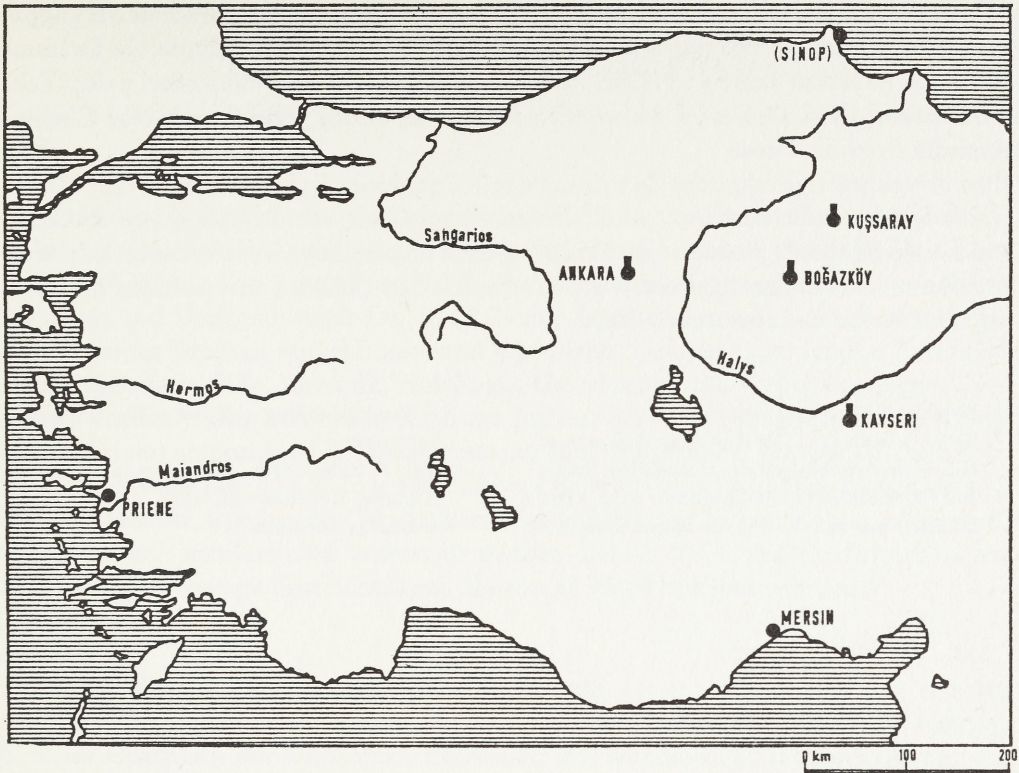 (SINOP)
KUŞSARAY
Sangarios
ANKARA
BOĞAZKÖY
Halys
Hermos
KAYSERI
Maiandros
PRIENE
MERSIN
0 km 100 200